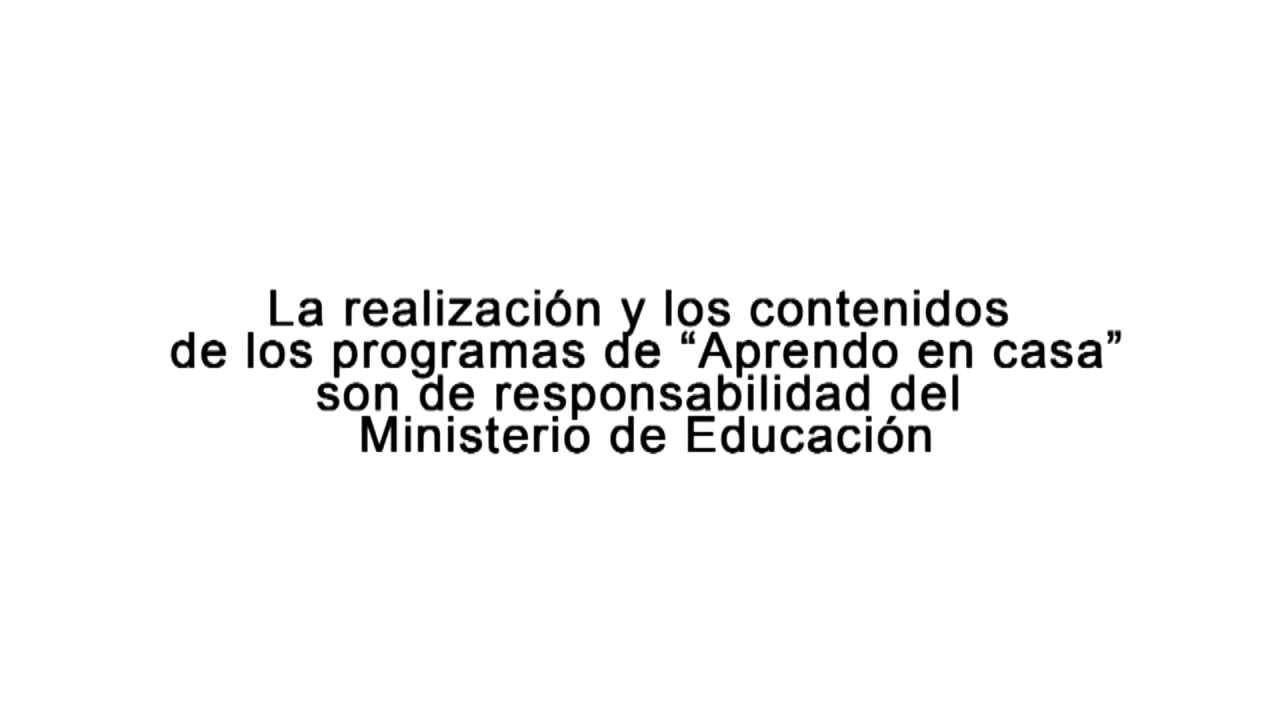 La realización y los contenidos
de los programas de “Aprendo en casa”
son de responsabilidad del
Ministerio de Educación